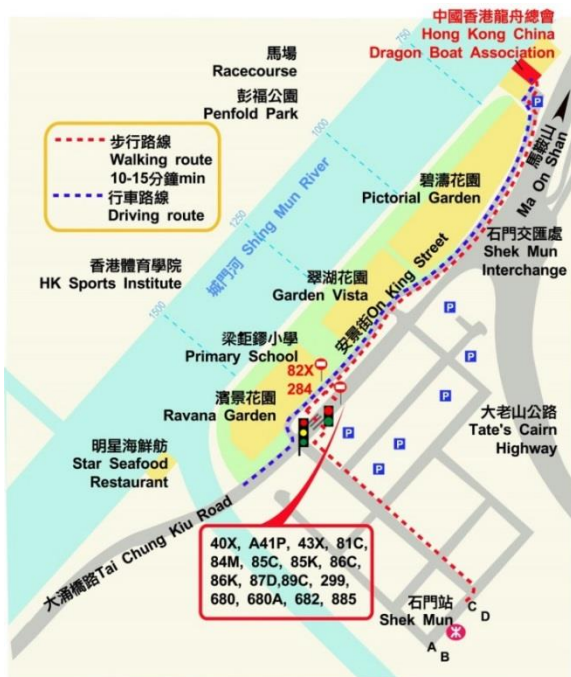 中國香港龍舟總會
Hong Kong China
Dragon Boat Association
馬場
Racecourse
彭福公園
Penfold Park
750
P
步行路線
Walking route
10-15分鐘min
行車路線
Driving route
1000
馬鞍山
Ma On Shan
碧濤花園
Pictorial Garden
城門河 Shing Mun River
1250
石門交匯處
Shek Mun
Interchange
香港體育學院
HK Sports Institute
翠湖花園
Garden Vista
安景街On King Street
1500
梁鉅鏐小學
Primary School
82X
284
P
P
P
濱景花園
Ravana Garden
大老山公路
Tate's Cairn
Highway
P
P
P
明星海鮮舫
Star Seafood
Restaurant
大涌橋路Tai Chung Kiu Road
40X, A41P, 43X, 81C,
84M, 85C, 85K, 86C,
86K, 87D,89C, 299,
680, 680A, 682, 885
石門站
Shek Mun
C
D
A
B